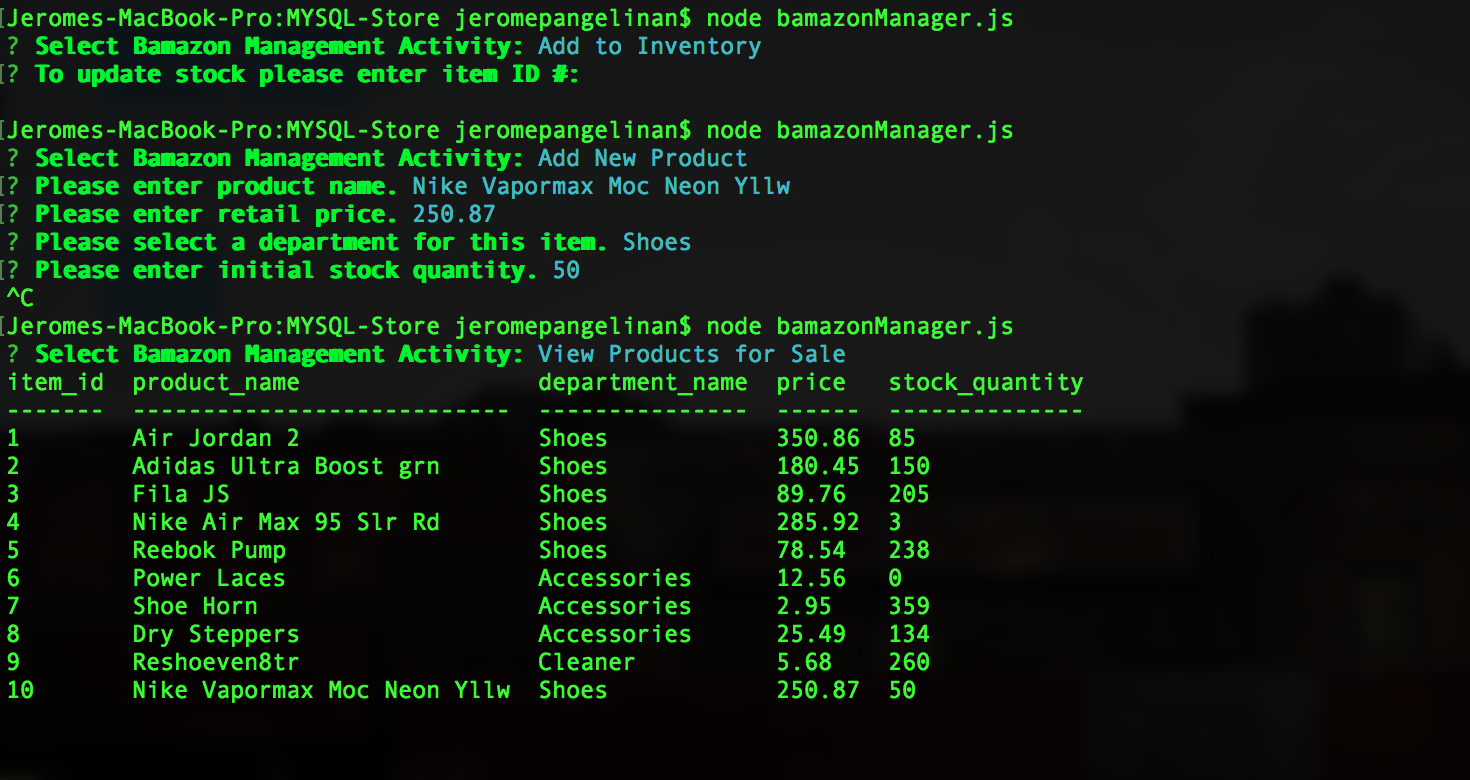 [Jeromes-MacBook-Pro:MYSQL-Store jeromepangelinan$ node bamazonManager.js
? Select Bamazon Management Activity: Add to Inventory
[? To update stock please enter item ID #:
[Jeromes-MacBook-Pro:MYSQL-Store jeromepangelinan$ node bamazonManager.js
? Select Bamazon Management Activity: Add New Product
[? Please enter product name. Nike Vapormax Moc Neon Yllw
[? Please enter retail price. 250.87
? Please select a department for this item. Shoes
[? Please enter initial stock quantity. 50
^C
[Jeromes-MacBook-Pro:MYSQL-Store jeromepangelinan$ node bamazonManager.js
? Select Bamazon Management Activity: View Products for Sale
item_id  product_name                 department_name  price   stock_quantity
-------  ---------------------------  ---------------  ------  --------------
1        Air Jordan 2                 Shoes            350.86  85
2        Adidas Ultra Boost grn       Shoes            180.45  150
3        Fila JS                      Shoes            89.76   205
4        Nike Air Max 95 Slr Rd       Shoes            285.92  3
5        Reebok Pump                  Shoes            78.54   238
6        Power Laces                  Accessories      12.56   0
7        Shoe Horn                    Accessories      2.95    359
8        Dry Steppers                 Accessories      25.49   134
9        Reshoeven8tr                 Cleaner          5.68    260
10       Nike Vapormax Moc Neon Yllw  Shoes            250.87  50